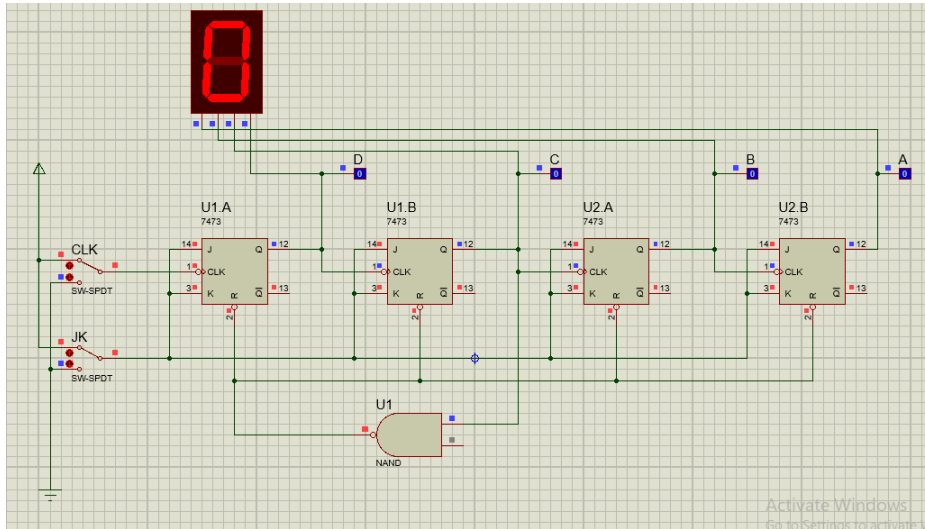 D
C
B
A
U1.A
7473
U1.B
7473
U2.A
7473
U2.B
7473
0
0
0
0
CLK
SW-SPDT
14
J
Q
12
1
CLK
3
K
R
Q
13
2
14
J
Q
12
1
CLK
3
K
R
Q
13
2
14
J
Q
12
1
CLK
3
K
R
Q
13
2
14
J
Q
12
1
CLK
3
K
R
Q
13
2
JK
SW-SPDT
U1
NAND
Activate Windows
Go to Settings to activate